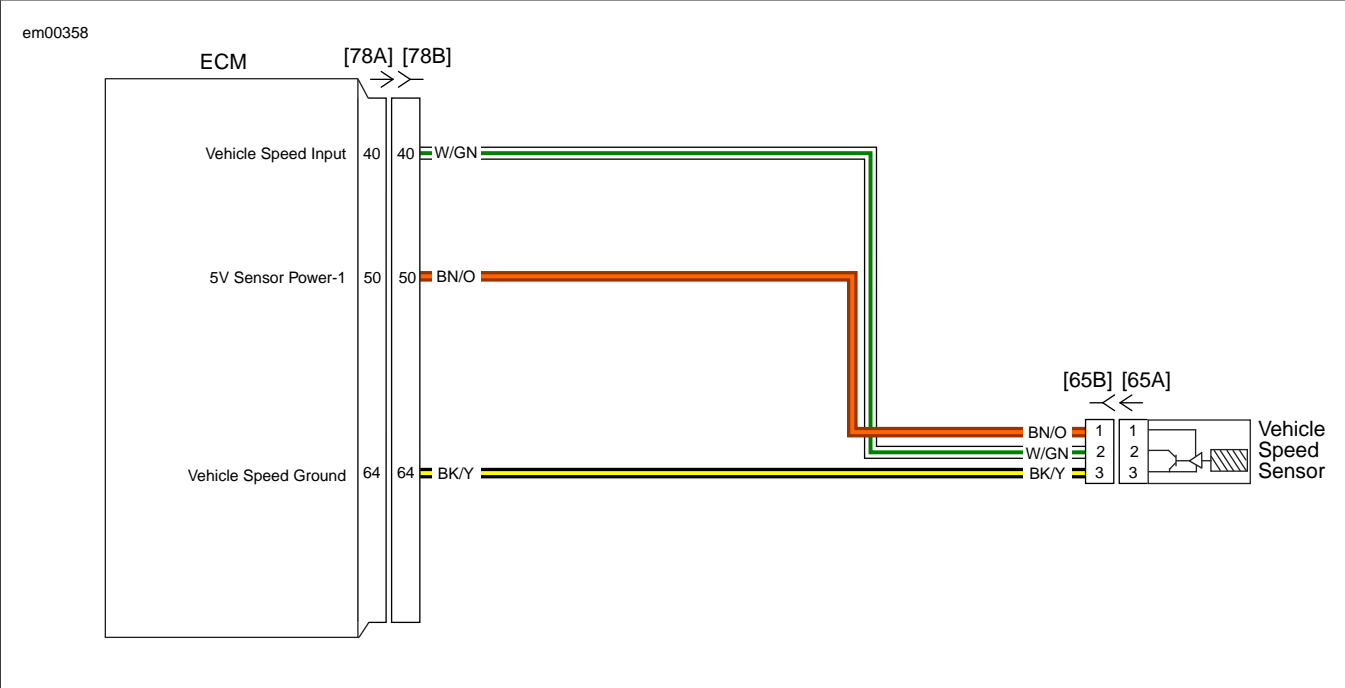 em00358
ECM
[78A] [78B]
Vehicle Speed Input 40 40 W/GN
5V Sensor Power-1 50 50 BN/O
[65B] [65A]
BN/O 1 1 Vehicle
W/GN 2 2 Speed
Vehicle Speed Ground 64 64 BK/Y BK/Y 3 3 Sensor